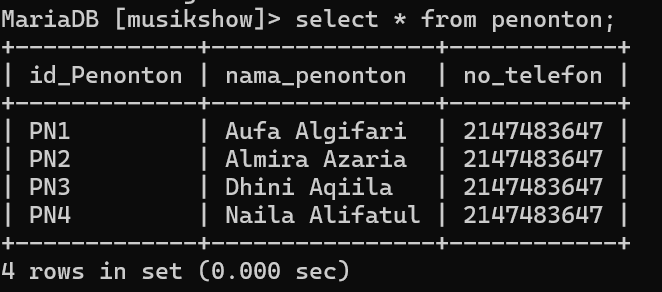 MariaDB [musikshow]> select * from penonton;
+-------------+----------------+------------+
| id_Penonton | nama_penonton  | no_telefon |
+-------------+----------------+------------+
| PN1         | Aufa Algifari  | 2147483647 |
| PN2         | Almira Azaria  | 2147483647 |
| PN3         | Dhini Aqiila   | 2147483647 |
| PN4         | Naila Alifatul | 2147483647 |
+-------------+----------------+------------+
4 rows in set (0.000 sec)